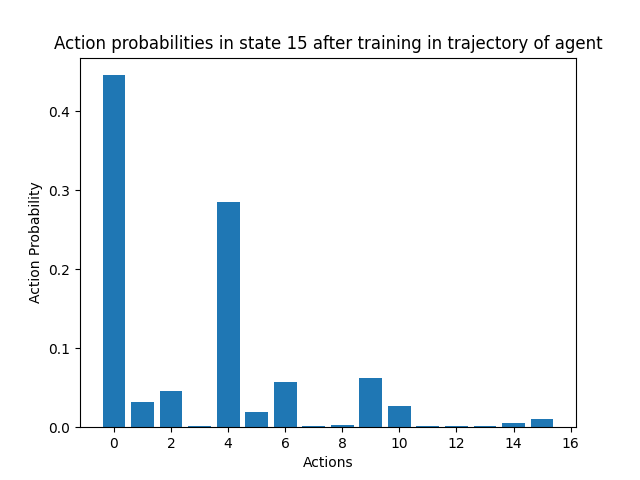 Action probabilities in state 15 after training in trajectory of agent
0.4
0.3
0.2
0.1
0.0
Action Probability
0 2 4 6 8 10 12 14 16
Actions